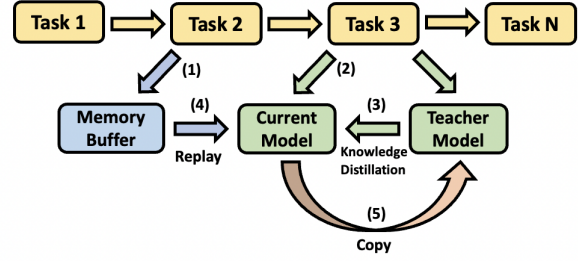 Task 1
Task 2
Task 3
Task N
(1)
(2)
Memory
Buffer
(4)
Replay
Current
Model
(3)
Knowledge
Distillation
Teacher
Model
(5)
Copy